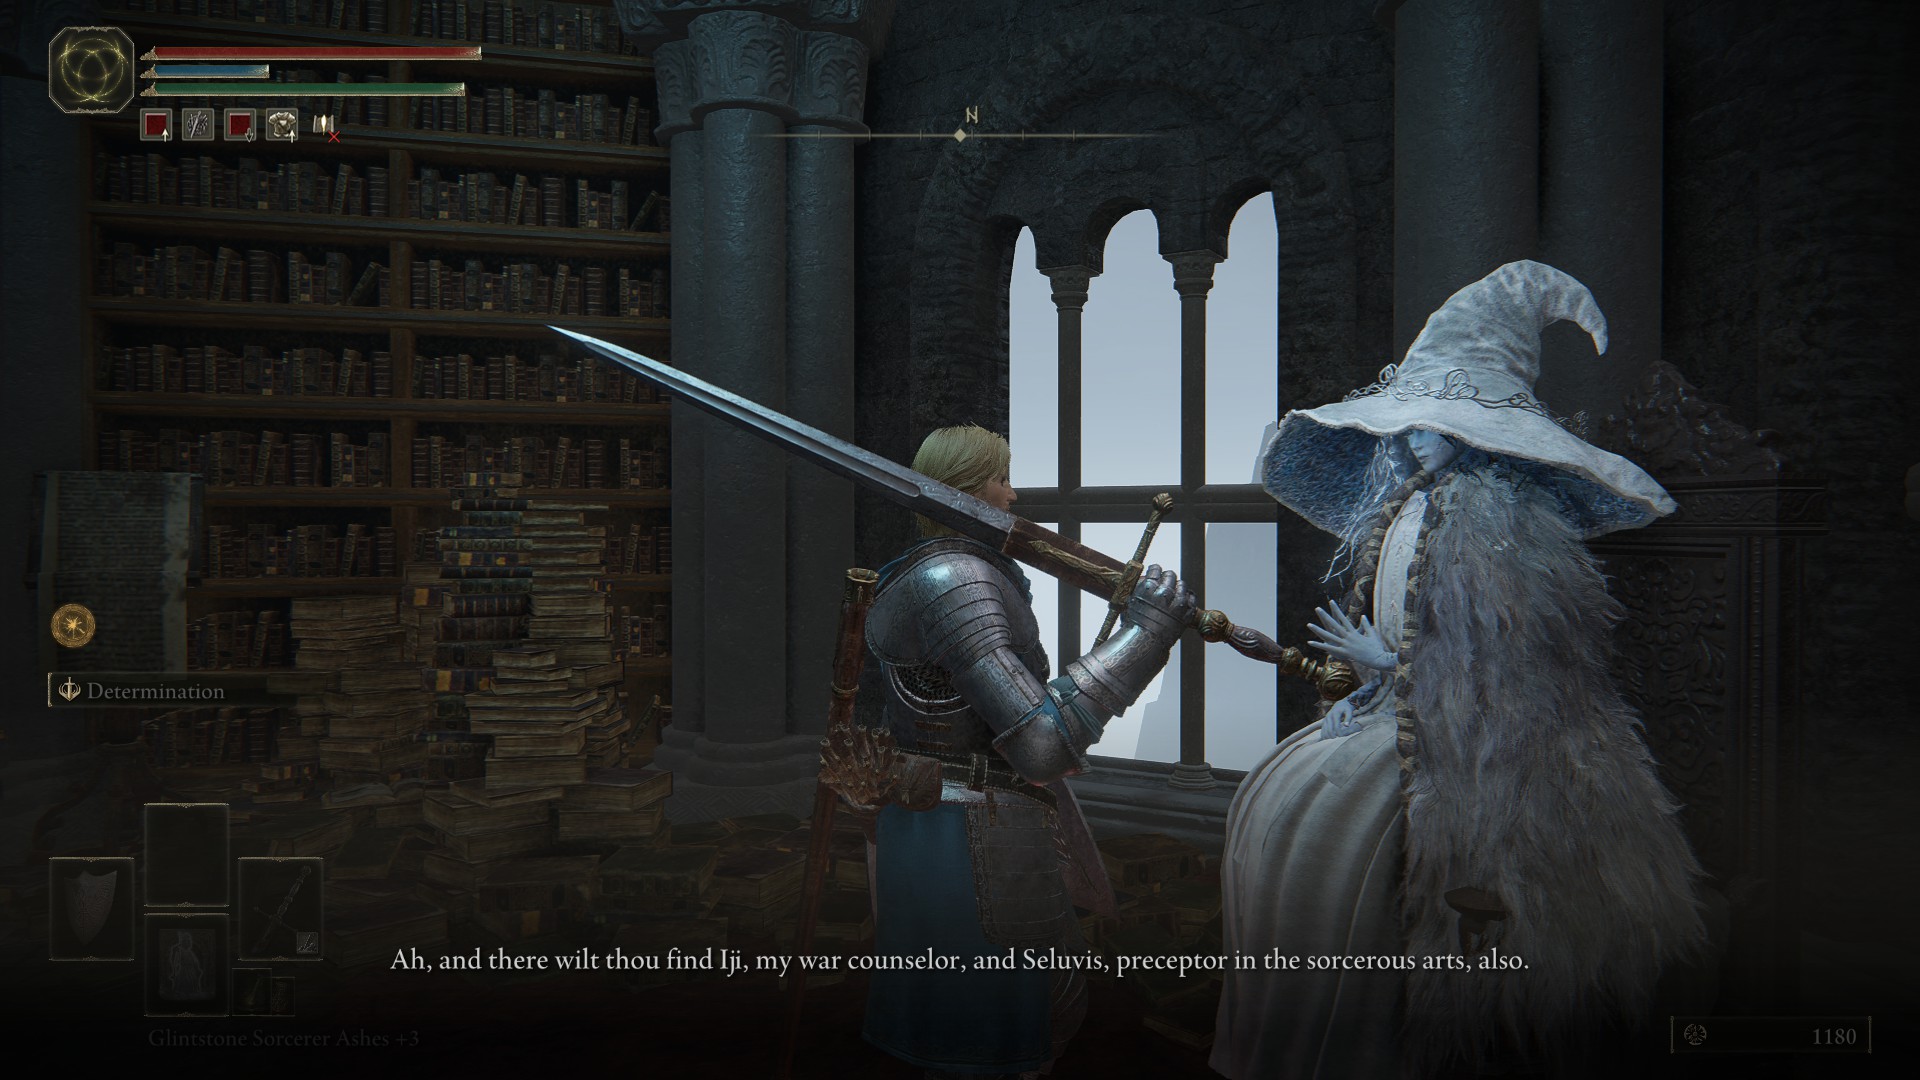 N
Determination
Ah, and there wilt thou find Iji, my war counselor, and Seluvis, preceptor in the sorcerous arts, also.
Glintstone Sorcerer Ashes +3
1180